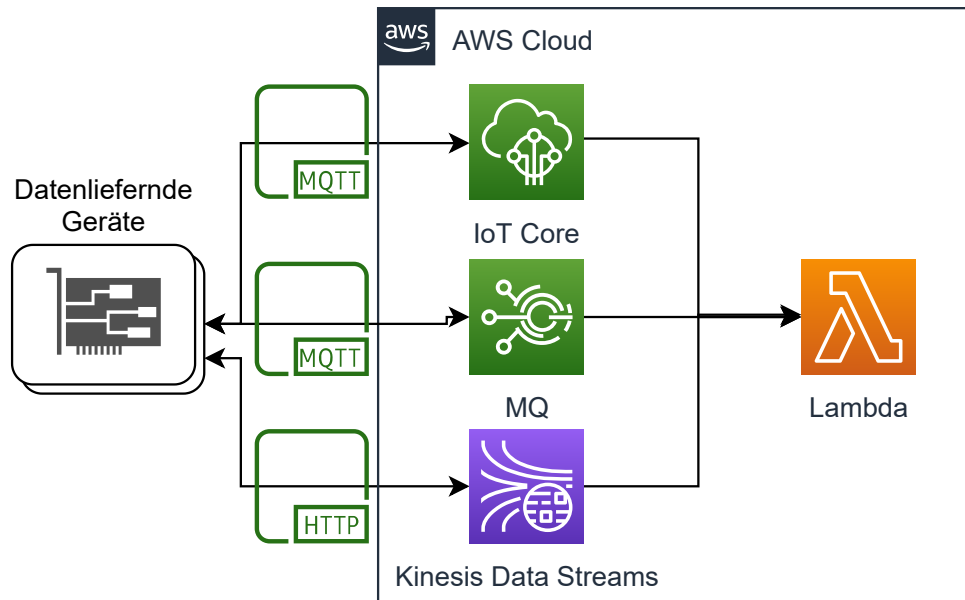 aws
AWS Cloud
MQTT
IoT Core
Datenliefernde
Geräte
MQTT
MQ
Lambda
HTTP
Kinesis Data Streams